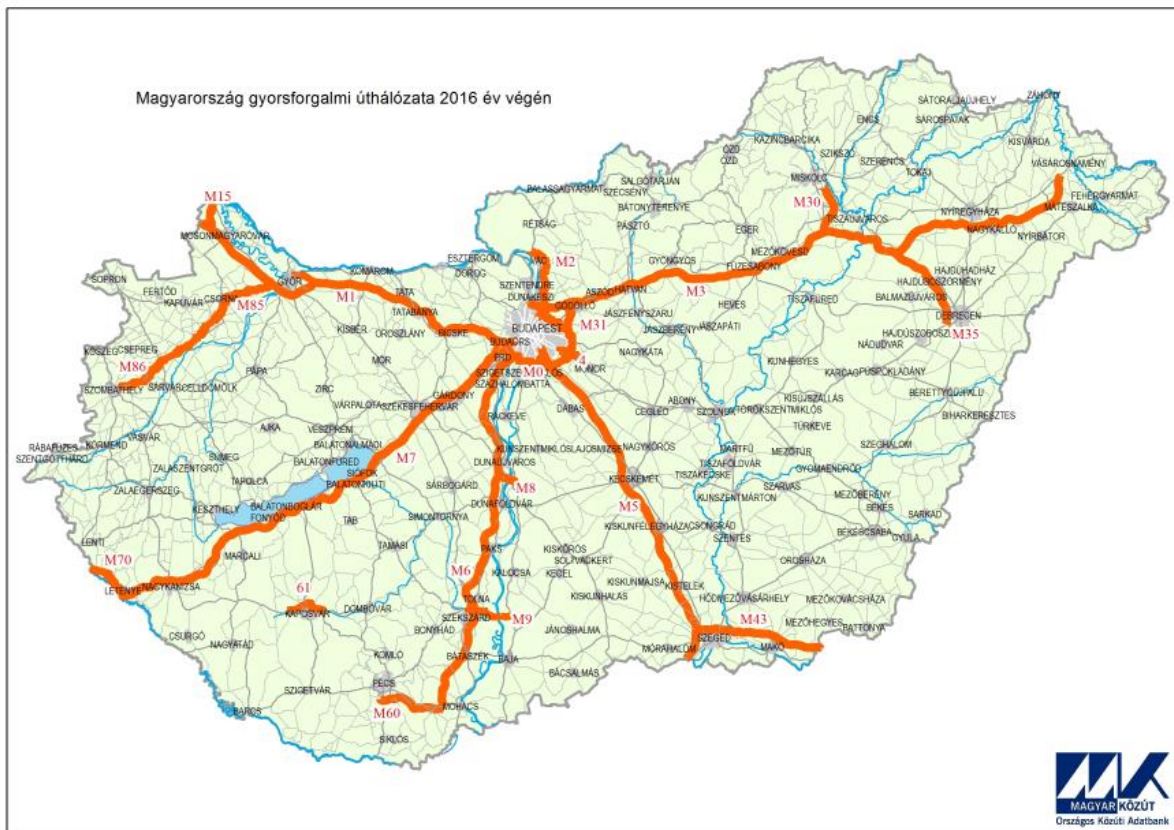 Magyarország gyorsforgalmi úthálózata 2016 év végén
SÁTORALJAÚJHELY
ZÁHONY
ENCS
SÁROSPATAK
KAZINCBARCIKA
KISVÁRDA
ÓZD
ÓZD
SZIKSZÓ
SZERENCS
VÁSÁROSNAMÉNY
MISKOLC
TOKAJ
SALGÓTARJÁN
BALASSAGYARMAT
SZÉCSÉNY
M15
M30
FEHÉRGYARMAT
BÁTONYTERENYE
TISZAÚJVÁROS
NYÍREGYHÁZA
MÁTÉSZALKA
RÉTSÁG
PÁSZTÓ
EGER
NAGYKÁLLÓ
NYÍRBÁTOR
MOSONMAGYARÓVÁR
MEZŐKÖVESD
ESZTERGOM
VÁC
M2
GYÖNGYÖS
FÜZESABONY
KOMÁROM
DOROG
HAJDÚHADHÁZ
SOPRON
GYŐR
SZENTENDRE
M3
HAJDÚBÖSZÖRMÉNY
FERTŐD
TATA
DUNAKESZI
ASZÓD
HATVAN
BALMAZÚJVÁROS
KAPUVÁR
CSORNA
M1
GÖDÖLLŐ
HEVES
TISZAFÜRED
M85
TATABÁNYA
JÁSZFÉNYSZARU
DEBRECEN
KISBÉR
OROSZLÁNY
BICSKE
BUDAPEST
M31
JÁSZBERÉNY
JÁSZAPÁTI
HAJDÚSZOBOSZLÓ
M35
BUDAÖRS
NÁDUDVAR
KŐSZEG
CSEPREG
MÓR
ÉRD
4
NAGYKÁTA
KUNHEGYES
M86
PÁPA
M0
MONOR
KARCAG
PÜSPÖKLADÁNY
SZOMBATHELY
SÁRVÁR
CELLDÖMÖLK
ZIRC
GÁRDONY
SZÁZHALOMBATTA
BERETTYÓÚJFALU
VÁRPALOTA
SZÉKESFEHÉRVÁR
DABAS
CEGLÉD
ABONY
SZOLNOK
TÖRÖKSZENTMIKLÓS
KISÚJSZÁLLÁS
BIHARKERESZTES
RÁCKEVE
AJKA
VESZPRÉM
TÚRKEVE
RÁBAFÜZES
KÖRMEND
VASVÁR
BALATONALMÁDI
KUNSZENTMIKLÓS
LAJOSMIZSE
NAGYKŐRÖS
MARTFŰ
MEZŐTÚR
SZEGHALOM
SZENTGOTTHÁRD
SÜMEG
M7
ZALASZENTGRÓT
BALATONFÜRED
SIÓFOK
DUNAÚJVÁROS
TISZAFÖLDVÁR
GYOMAENDRŐD
TAPOLCA
TISZAKÉCSKE
KECSKEMÉT
ZALAEGERSZEG
SÁRBOGÁRD
M8
SZARVAS
MEZŐBERÉNY
KESZTHELY
BALATONBOGLÁR
DUNAFÖLDVÁR
M5
KUNSZENTMÁRTON
BÉKÉS
SARKAD
FONYÓD
TAB
SIMONTORNYA
KISKUNFÉLEGYHÁZA
CSONGRÁD
BÉKÉSCSABA
GYULA
LENTI
TAMÁSI
SZENTES
MARCALI
PAKS
KISKŐRÖS
SOLTVADKERT
OROSHÁZA
M70
M6
KALOCSA
KECEL
KISKUNMAJSA
KISTELEK
LETENYE
NAGYKANIZSA
61
TOLNA
KISKUNHALAS
HÓDMEZŐVÁSÁRHELY
MEZŐKOVÁCSHÁZA
KAPOSVÁR
DOMBÓVÁR
SZEKSZÁRD
M9
M43
MEZŐHEGYES
CSURGÓ
NAGYATÁD
BONYHÁD
JÁNOSHALMA
SZEGED
BATTONYA
KOMLÓ
BÁTASZÉK
BAJA
MÓRAHALOM
MAKÓ
BÁCSALMÁS
SZIGETVÁR
PÉCS
BARCS
M60
MOHÁCS
SIKLÓS
MK
MAGYAR KÖZÚT
Országos Közúti Adatbank